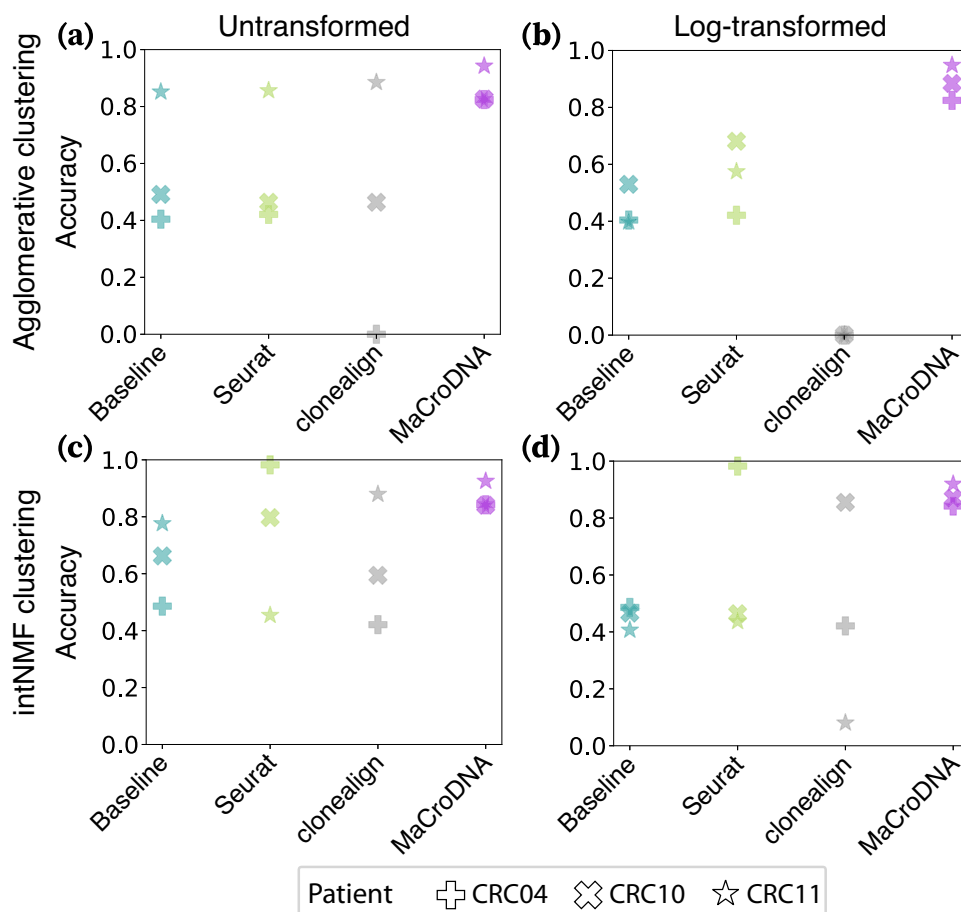 (a) Untransformed
(b) Log-transformed
Agglomerative clustering
Accuracy
1.0
0.8
0.6
0.4
0.2
0.0
Baseline
Seurat
clonealign
MaCroDNA
1.0
0.8
0.6
0.4
0.2
0.0
Baseline
Seurat
clonealign
MaCroDNA
(c)
(d)
intNMF clustering
Accuracy
1.0
0.8
0.6
0.4
0.2
0.0
Baseline
Seurat
clonealign
MaCroDNA
1.0
0.8
0.6
0.4
0.2
0.0
Baseline
Seurat
clonealign
MaCroDNA
Patient CRC04 CRC10 CRC11